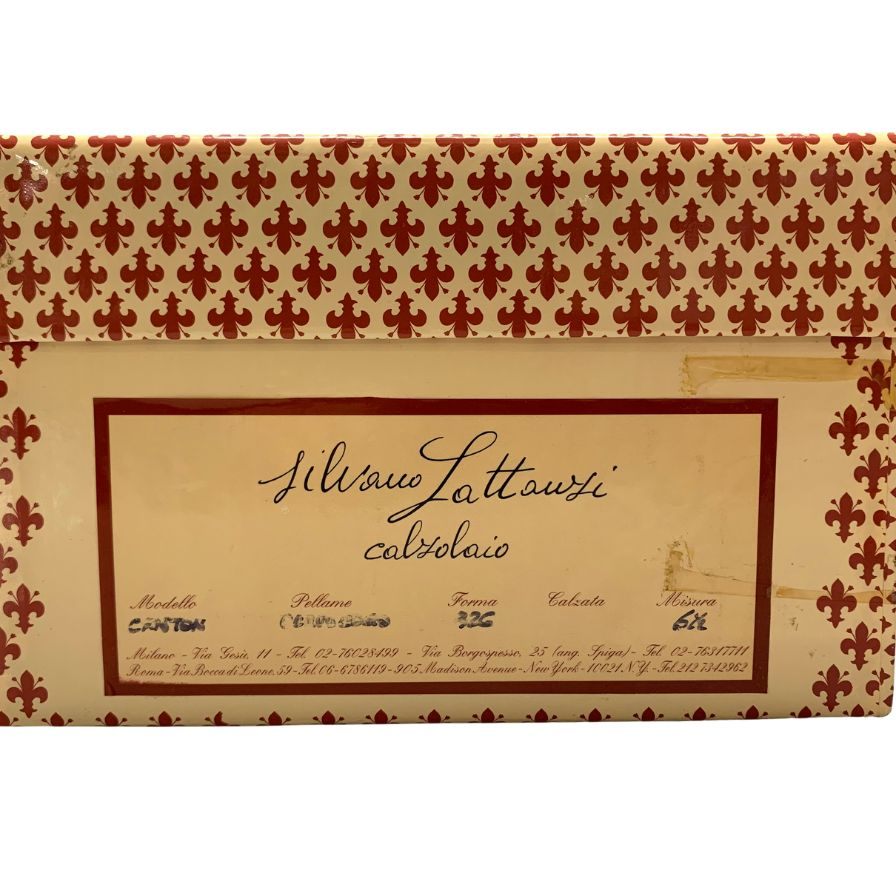 Silvano Lattanzi
calzolaio
Modello Pellame Forma Calzata Misura
CANTON 326 6½
Milano - Via Gesù, 11 - Tel. 02-76028499 - Via Borgospesso, 25 (ang. Spiga) - Tel. 02-76317711
Roma - Via Bocca di Leone, 59 - Tel. 06-6786119 - 905 Madison Avenue - New York - 10021 N.Y. - Tel. 212 7342962